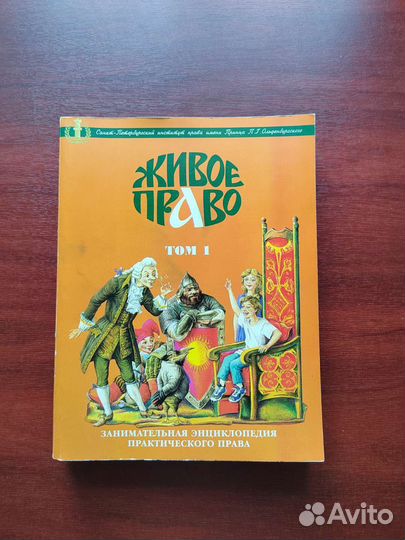 Санкт-Петербургский институт права имени Принца П.Г.Ольденбургского
ЖИВОЕ
ПРАВО
ТОМ 1
ЗАНИМАТЕЛЬНАЯ ЭНЦИКЛОПЕДИЯ
ПРАКТИЧЕСКОГО ПРАВА
Avito